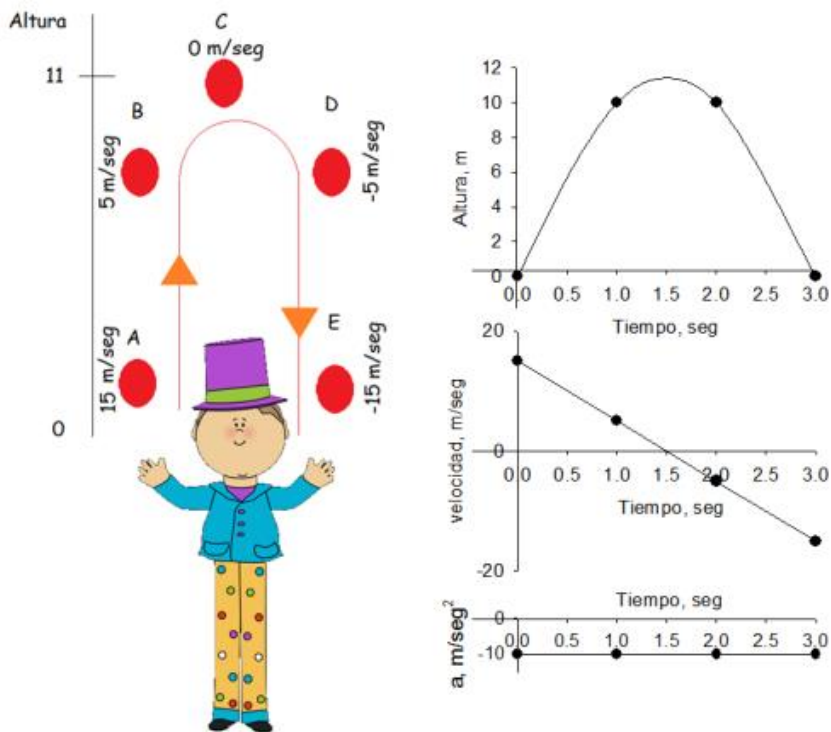 Altura
C
0 m/seg
11
B
D
5 m/seg
-5 m/seg
A
E
15 m/seg
-15 m/seg
0
Altura, m
12
10
8
6
4
2
0
0.0 0.5 1.0 1.5 2.0 2.5 3.0
Tiempo, seg
velocidad, m/seg
20
0
-20
0.0 0.5 1.0 1.5 2.0 2.5 3.0
Tiempo, seg
a, m/seg²
Tiempo, seg
0
-10
0.0 0.5 1.0 1.5 2.0 2.5 3.0